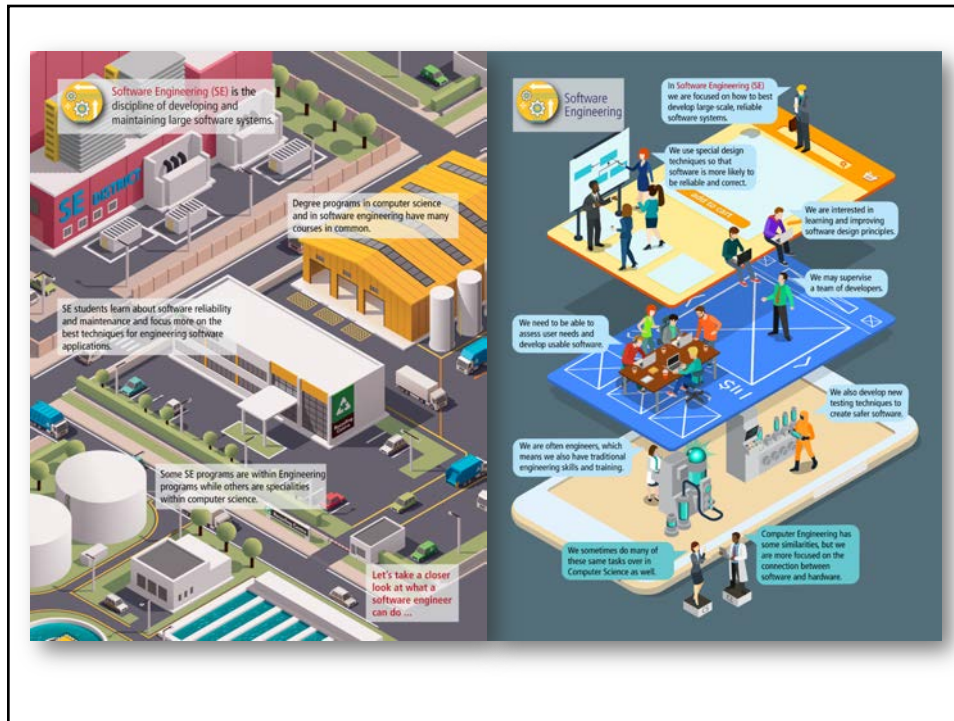 Software Engineering (SE) is the
discipline of developing and
maintaining large software systems.
SE DISTRICT
Degree programs in computer science
and in software engineering have many
courses in common.
SE students learn about software reliability
and maintenance and focus more on the
best techniques for engineering software
applications.
Some SE programs are within Engineering
programs while others are specialities
within computer science.
Let's take a closer
look at what a
software engineer
can do ...
Software
Engineering
In Software Engineering (SE)
we are focused on how to best
develop large-scale, reliable
software systems.
We use special design
techniques so that
software is more likely to
be reliable and correct.
add to cart
We are interested in
learning and improving
software design principles.
We may supervise
a team of developers.
We need to be able to
assess user needs and
develop usable software.
We also develop new
testing techniques to
create safer software.
We are often engineers, which
means we also have traditional
engineering skills and training.
We sometimes do many of
these same tasks over in
Computer Science as well.
Computer Engineering has
some similarities, but we
are more focused on the
connection between
software and hardware.
CS